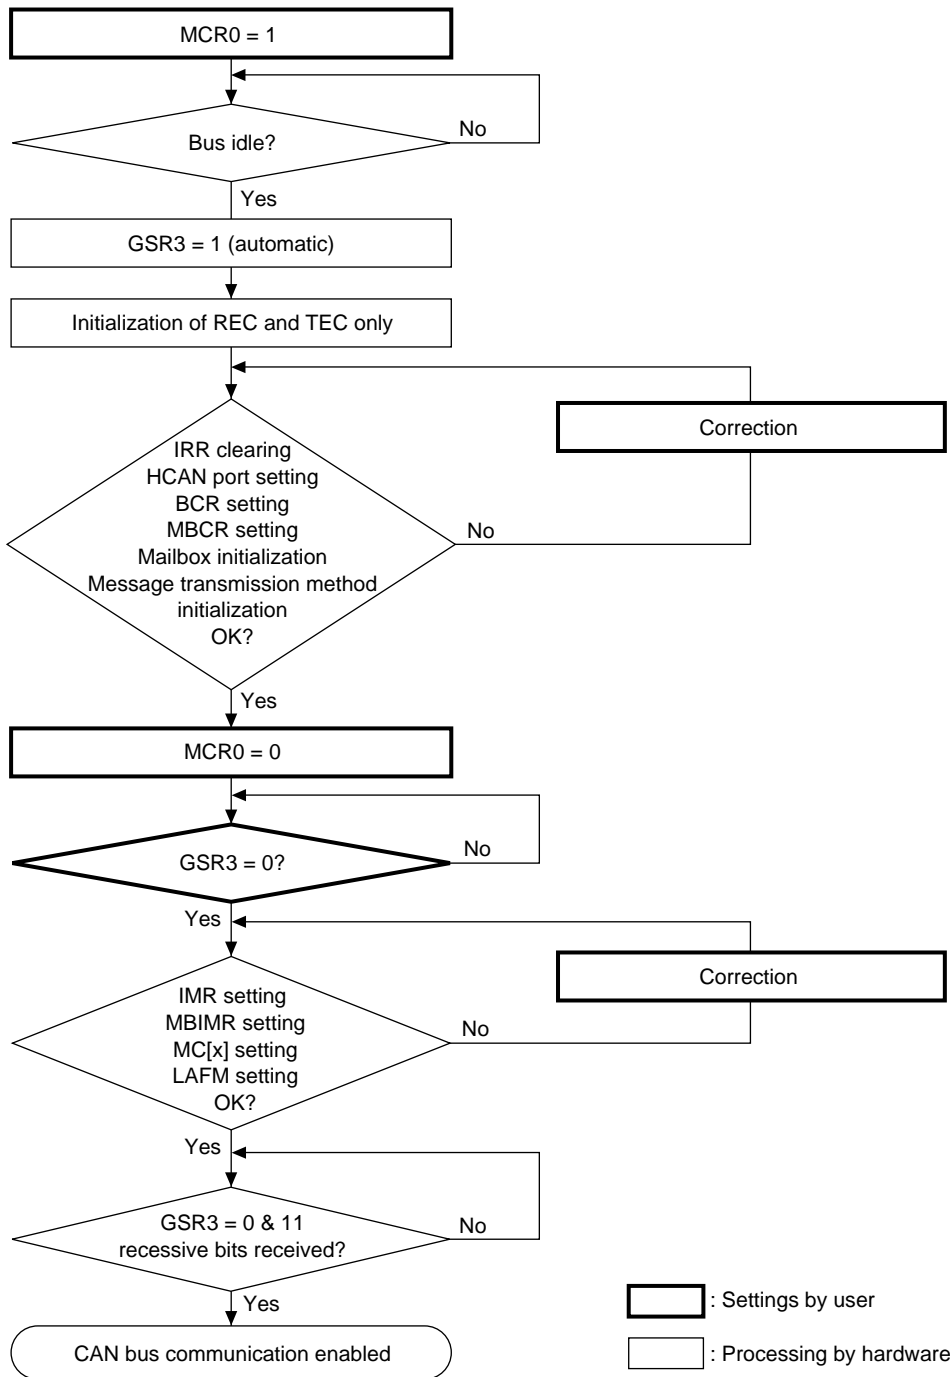 MCR0 = 1
Bus idle?
No
Yes
GSR3 = 1 (automatic)
Initialization of REC and TEC only
Correction
IRR clearing
HCAN port setting
BCR setting
MBCR setting
Mailbox initialization
Message transmission method
initialization
OK?
No
Yes
MCR0 = 0
GSR3 = 0?
No
Yes
Correction
IMR setting
MBIMR setting
MC[x] setting
LAFM setting
OK?
No
Yes
GSR3 = 0 & 11
recessive bits received?
No
Yes
CAN bus communication enabled
: Settings by user
: Processing by hardware